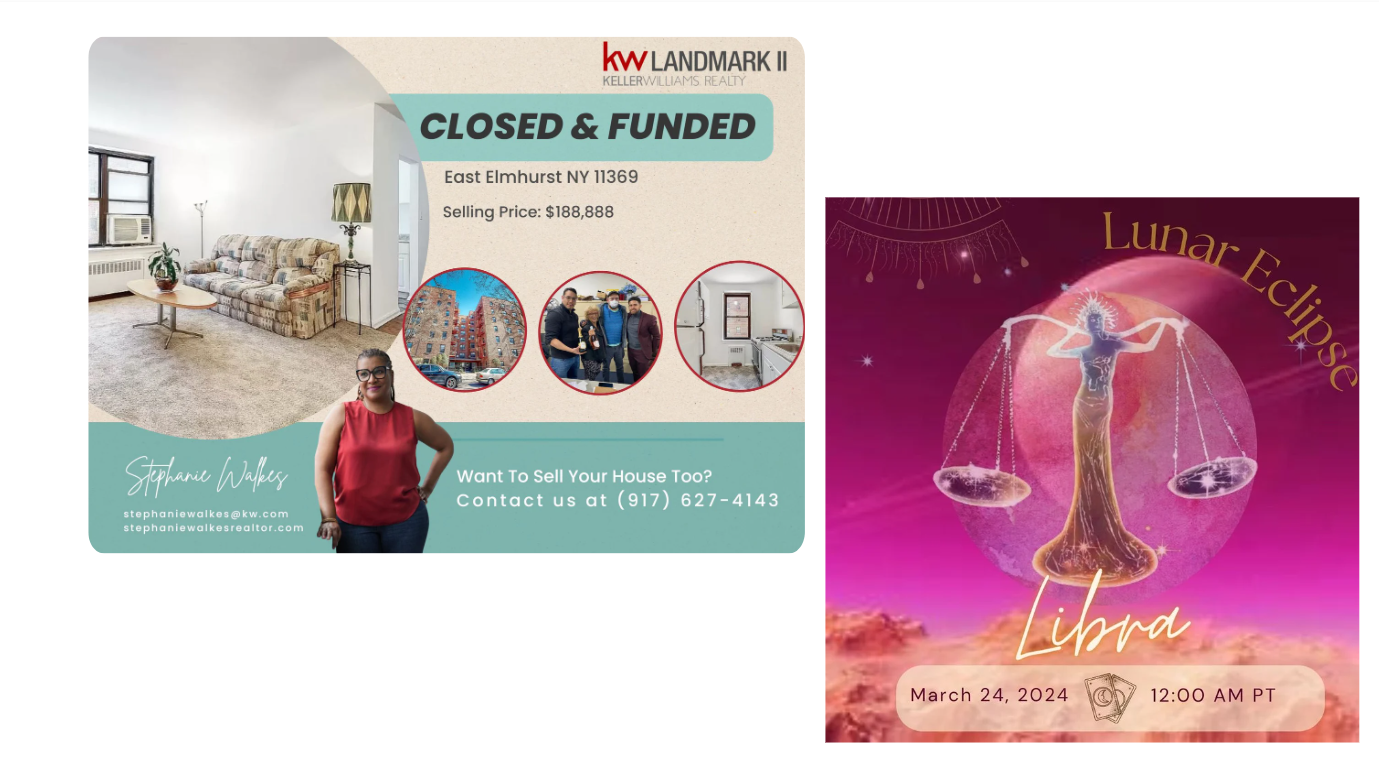 kw LANDMARK II
KELLERWILLIAMS. REALTY
CLOSED & FUNDED
East Elmhurst NY 11369
Selling Price: $188,888
Stephanie Walkes
stephaniewalkes@kw.com
stephaniewalkesrealtor.com
Want To Sell Your House Too?
Contact us at (917) 627-4143
Lunar Eclipse
Libra
March 24, 2024 12:00 AM PT